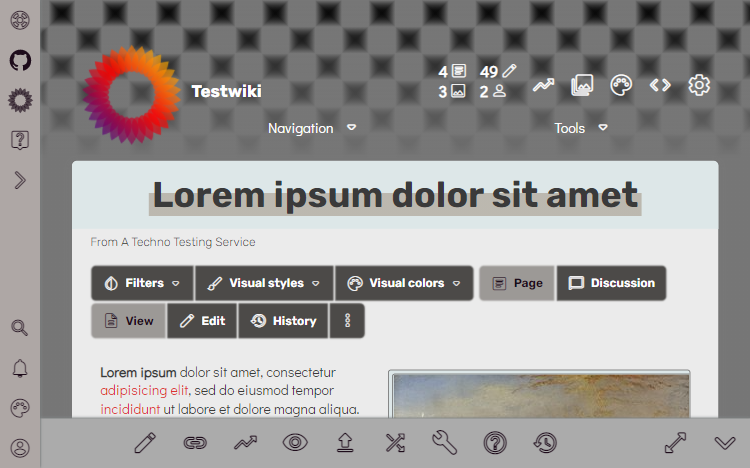 4 49
3 2
Testwiki
Navigation Tools
Lorem ipsum dolor sit amet
From A Techno Testing Service
Filters Visual styles Visual colors Page Discussion
View Edit History
Lorem ipsum dolor sit amet, consectetur
adipisicing elit, sed do eiusmod tempor
incididunt ut labore et dolore magna aliqua.